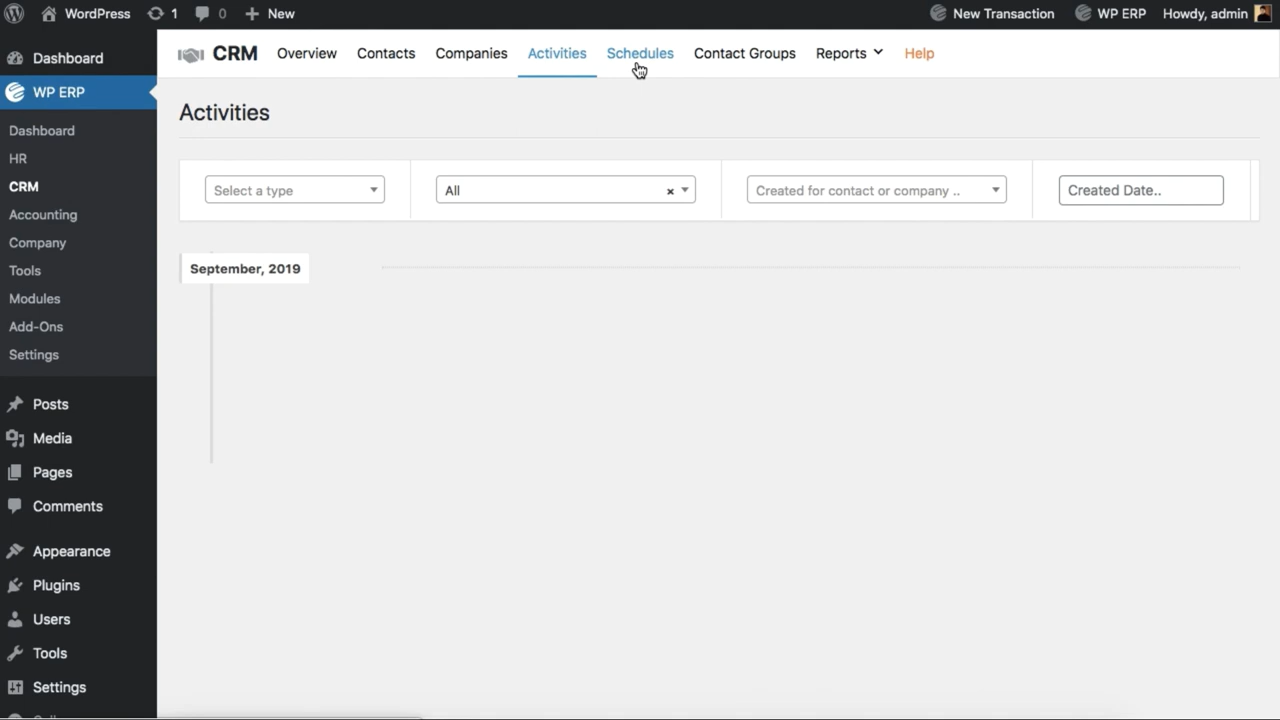 WordPress 1 0 New New Transaction WP ERP Howdy, admin
CRM Overview Contacts Companies Activities Schedules Contact Groups Reports Help
Dashboard
WP ERP
Dashboard
HR
CRM
Accounting
Company
Tools
Modules
Add-Ons
Settings
Posts
Media
Pages
Comments
Appearance
Plugins
Users
Tools
Settings
Activities
Select a type All × Created for contact or company .. Created Date..
September, 2019